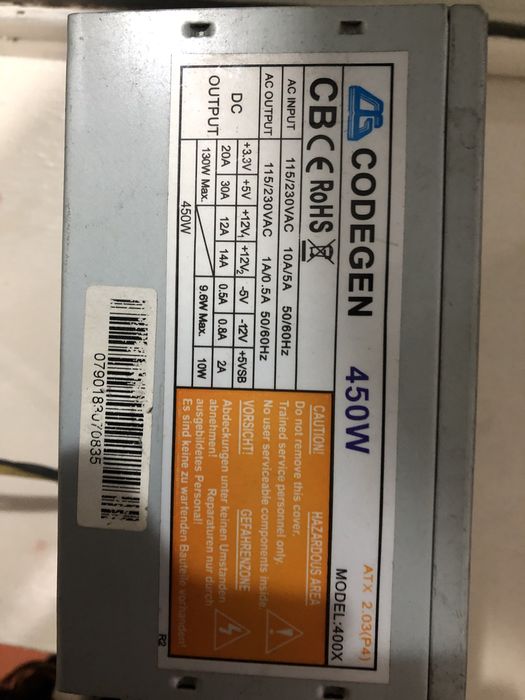 CODEGEN 450W
ATX 2.03(P4)
MODEL:400X
CB CE RoHS
AC INPUT 115/230VAC 10A/5A 50/60Hz
AC OUTPUT 115/230VAC 1A/0.5A 50/60Hz
DC OUTPUT
+3.3V +5V +12V1 +12V2 -5V -12V +5VSB
20A 30A 12A 14A 0.5A 0.8A 2A
130W Max. 9.6W Max. 10W
450W
CAUTION! HAZARDOUS AREA
Do not remove this cover.
Trained service personnel only.
No user serviceable components inside.
VORSICHT! GEFAHRENZONE
Abdeckungen unter keinen Umstanden
abnehmen! Reparaturen nur durch
ausgebildetes Personal!
Es sind keine zu wartenden Bauteile vorhanden!
R2
0790183J70835